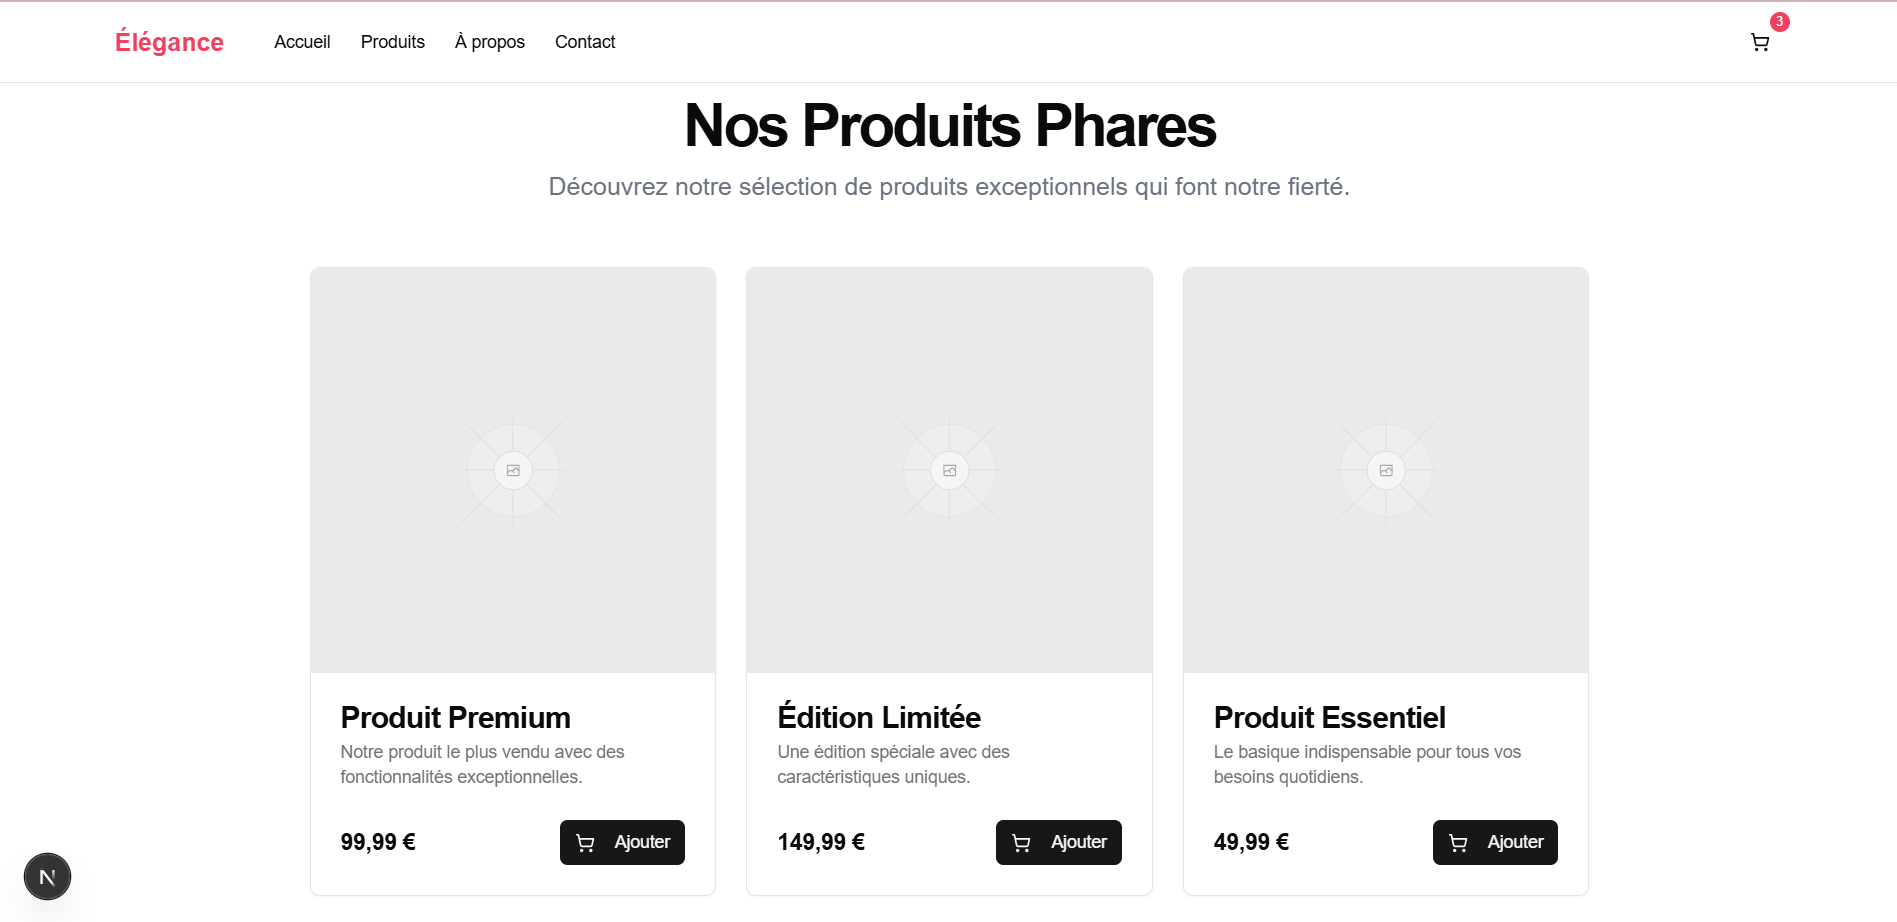 Élégance
Accueil
Produits
À propos
Contact
3
Nos Produits Phares
Découvrez notre sélection de produits exceptionnels qui font notre fierté.
Produit Premium
Notre produit le plus vendu avec des
fonctionnalités exceptionnelles.
99,99 €
Ajouter
Édition Limitée
Une édition spéciale avec des
caractéristiques uniques.
149,99 €
Ajouter
Produit Essentiel
Le basique indispensable pour tous vos
besoins quotidiens.
49,99 €
Ajouter
N